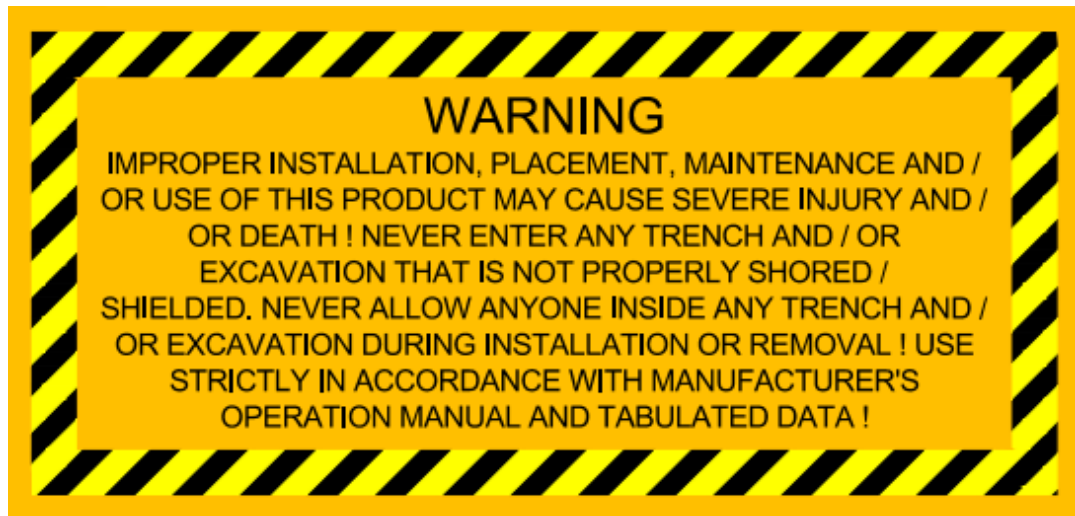 WARNING
IMPROPER INSTALLATION, PLACEMENT, MAINTENANCE AND /
OR USE OF THIS PRODUCT MAY CAUSE SEVERE INJURY AND /
OR DEATH ! NEVER ENTER ANY TRENCH AND / OR
EXCAVATION THAT IS NOT PROPERLY SHORED /
SHIELDED. NEVER ALLOW ANYONE INSIDE ANY TRENCH AND /
OR EXCAVATION DURING INSTALLATION OR REMOVAL ! USE
STRICTLY IN ACCORDANCE WITH MANUFACTURER'S
OPERATION MANUAL AND TABULATED DATA !